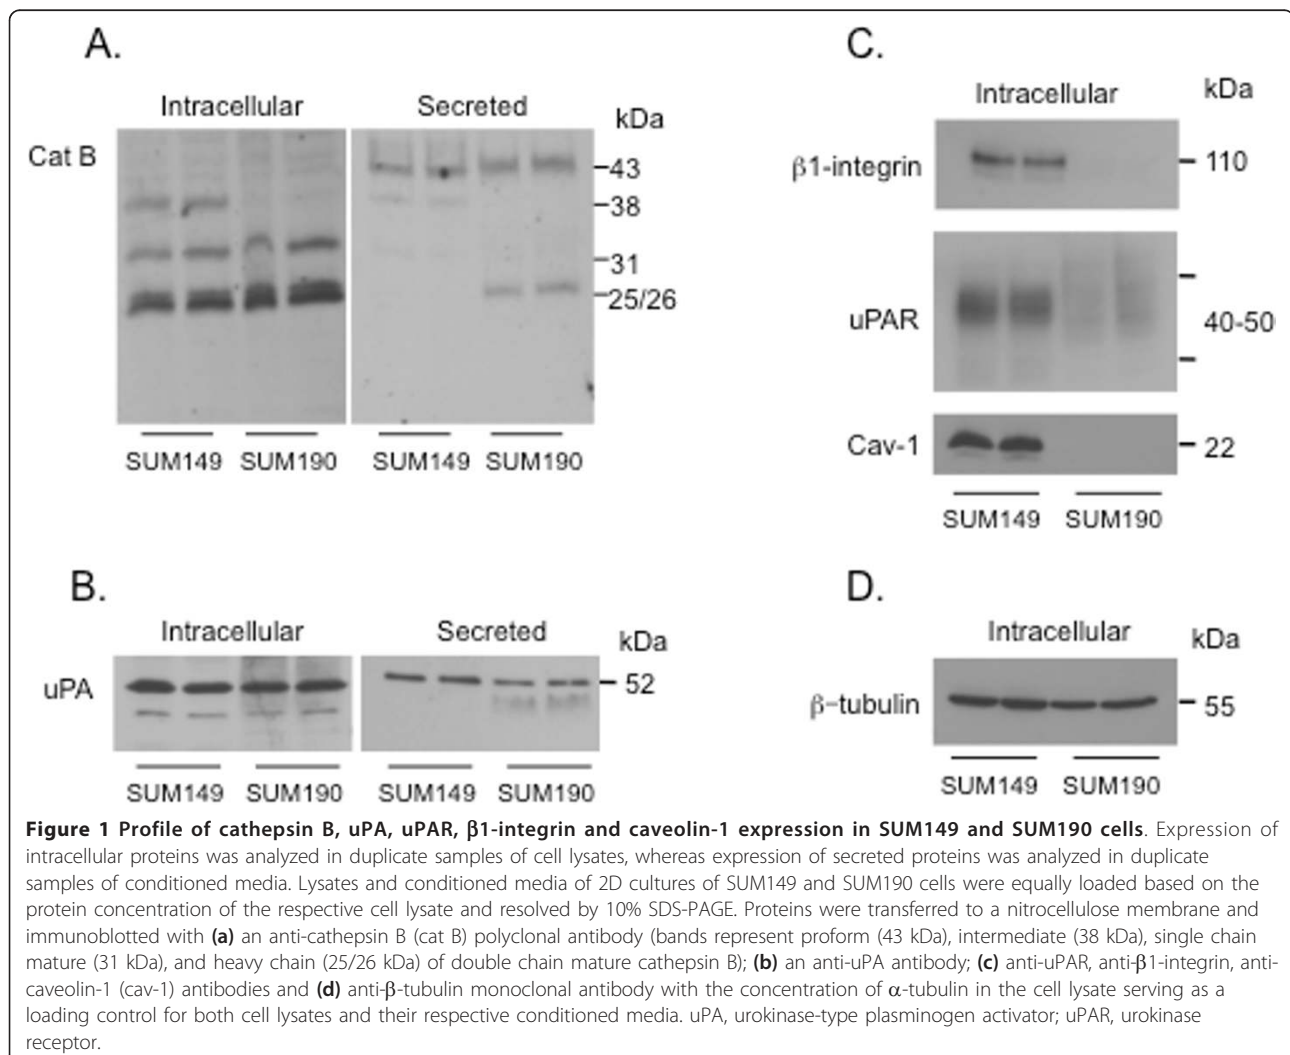 A.
Intracellular
Secreted
kDa
Cat B
43
38
31
25/26
SUM149
SUM190
SUM149
SUM190
B.
Intracellular
Secreted
kDa
uPA
52
SUM149
SUM190
SUM149
SUM190
C.
Intracellular
kDa
β1-integrin
110
uPAR
40-50
Cav-1
22
SUM149
SUM190
D.
Intracellular
kDa
β-tubulin
55
SUM149
SUM190
Figure 1 Profile of cathepsin B, uPA, uPAR, β1-integrin and caveolin-1 expression in SUM149 and SUM190 cells. Expression of
intracellular proteins was analyzed in duplicate samples of cell lysates, whereas expression of secreted proteins was analyzed in duplicate
samples of conditioned media. Lysates and conditioned media of 2D cultures of SUM149 and SUM190 cells were equally loaded based on the
protein concentration of the respective cell lysate and resolved by 10% SDS-PAGE. Proteins were transferred to a nitrocellulose membrane and
immunoblotted with (a) an anti-cathepsin B (cat B) polyclonal antibody (bands represent proform (43 kDa), intermediate (38 kDa), single chain
mature (31 kDa), and heavy chain (25/26 kDa) of double chain mature cathepsin B); (b) an anti-uPA antibody; (c) anti-uPAR, anti-β1-integrin, anti-
caveolin-1 (cav-1) antibodies and (d) anti-β-tubulin monoclonal antibody with the concentration of α-tubulin in the cell lysate serving as a
loading control for both cell lysates and their respective conditioned media. uPA, urokinase-type plasminogen activator; uPAR, urokinase
receptor.